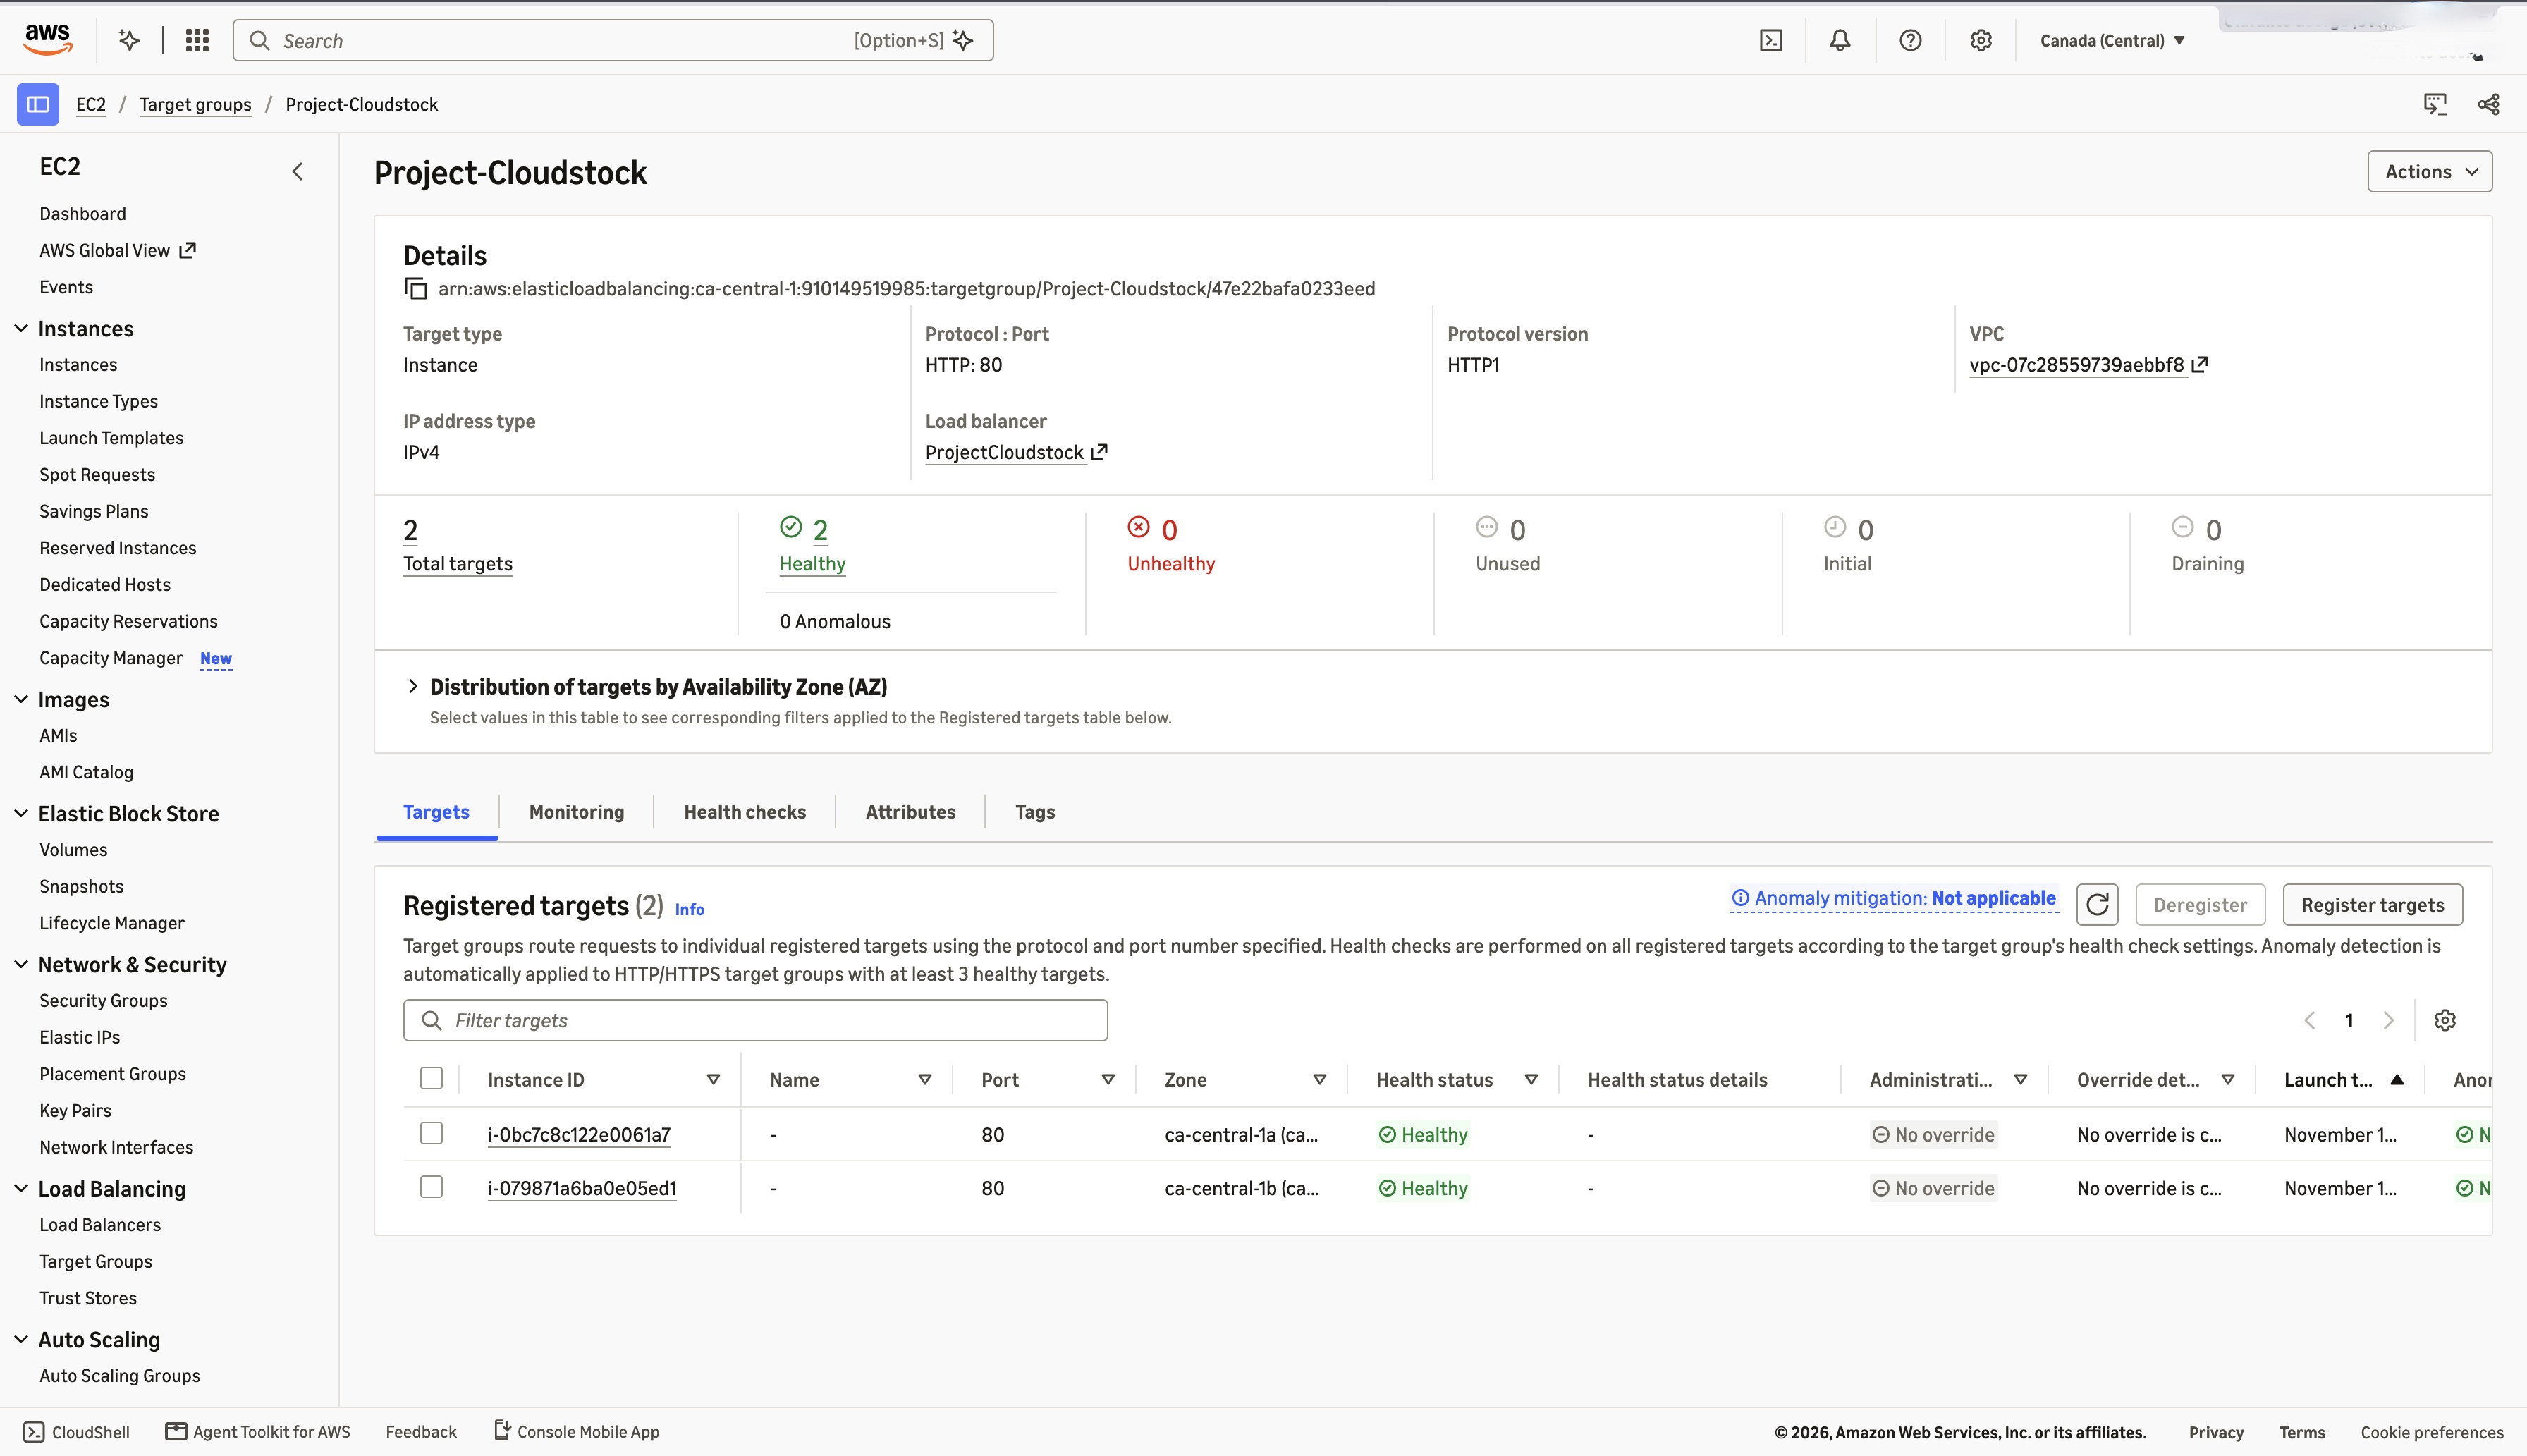 aws
Search [Option+S]
Canada (Central)
EC2 / Target groups / Project-Cloudstock
EC2
Dashboard
AWS Global View
Events
Instances
Instances
Instance Types
Launch Templates
Spot Requests
Savings Plans
Reserved Instances
Dedicated Hosts
Capacity Reservations
Capacity Manager New
Images
AMIs
AMI Catalog
Elastic Block Store
Volumes
Snapshots
Lifecycle Manager
Network & Security
Security Groups
Elastic IPs
Placement Groups
Key Pairs
Network Interfaces
Load Balancing
Load Balancers
Target Groups
Trust Stores
Auto Scaling
Auto Scaling Groups
Project-Cloudstock
Actions
Details
arn:aws:elasticloadbalancing:ca-central-1:910149519985:targetgroup/Project-Cloudstock/47e22bafa0233eed
Target type
Instance
Protocol : Port
HTTP: 80
Protocol version
HTTP1
VPC
vpc-07c28559739aebbf8
IP address type
IPv4
Load balancer
ProjectCloudstock
2
Total targets
2
Healthy
0 Anomalous
0
Unhealthy
0
Unused
0
Initial
0
Draining
Distribution of targets by Availability Zone (AZ)
Select values in this table to see corresponding filters applied to the Registered targets table below.
Targets Monitoring Health checks Attributes Tags
Registered targets (2) Info
Anomaly mitigation: Not applicable
Deregister
Register targets
Target groups route requests to individual registered targets using the protocol and port number specified. Health checks are performed on all registered targets according to the target group's health check settings. Anomaly detection is
automatically applied to HTTP/HTTPS target groups with at least 3 healthy targets.
Filter targets
1
Instance ID Name Port Zone Health status Health status details Administrati... Override det... Launch t... Anor
i-0bc7c8c122e0061a7 - 80 ca-central-1a (ca... Healthy - No override No override is c... November 1... N
i-079871a6ba0e05ed1 - 80 ca-central-1b (ca... Healthy - No override No override is c... November 1... N
CloudShell Agent Toolkit for AWS Feedback Console Mobile App
© 2026, Amazon Web Services, Inc. or its affiliates. Privacy Terms Cookie preferences